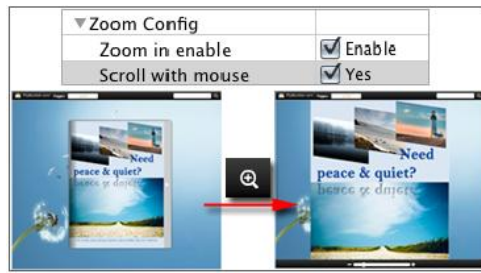 Zoom Config
Zoom in enable
Enable
Scroll with mouse
Yes
Need
peace & quiet?
Need
peace & quiet?